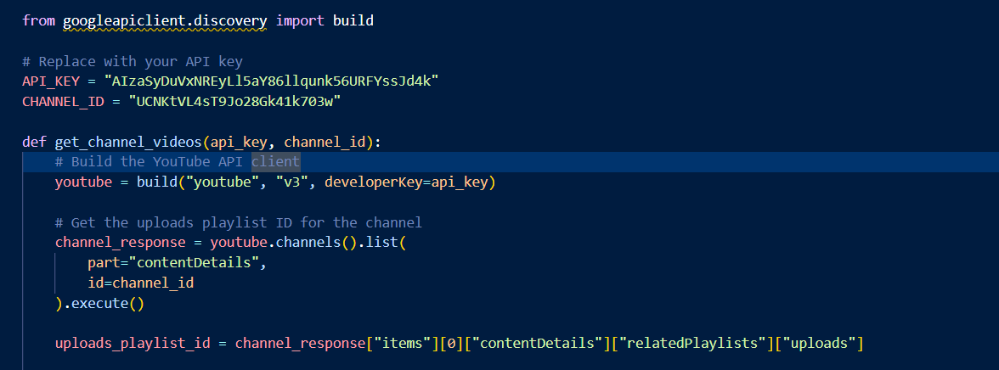 from googleapiclient.discovery import build
# Replace with your API key
API_KEY = "AIzaSyDuVxNREyLl5aY86llqunk56URFYssJd4k"
CHANNEL_ID = "UCNKtVL4sT9Jo28Gk41k703w"
def get_channel_videos(api_key, channel_id):
# Build the YouTube API client
youtube = build("youtube", "v3", developerKey=api_key)
# Get the uploads playlist ID for the channel
channel_response = youtube.channels().list(
part="contentDetails",
id=channel_id
).execute()
uploads_playlist_id = channel_response["items"][0]["contentDetails"]["relatedPlaylists"]["uploads"]